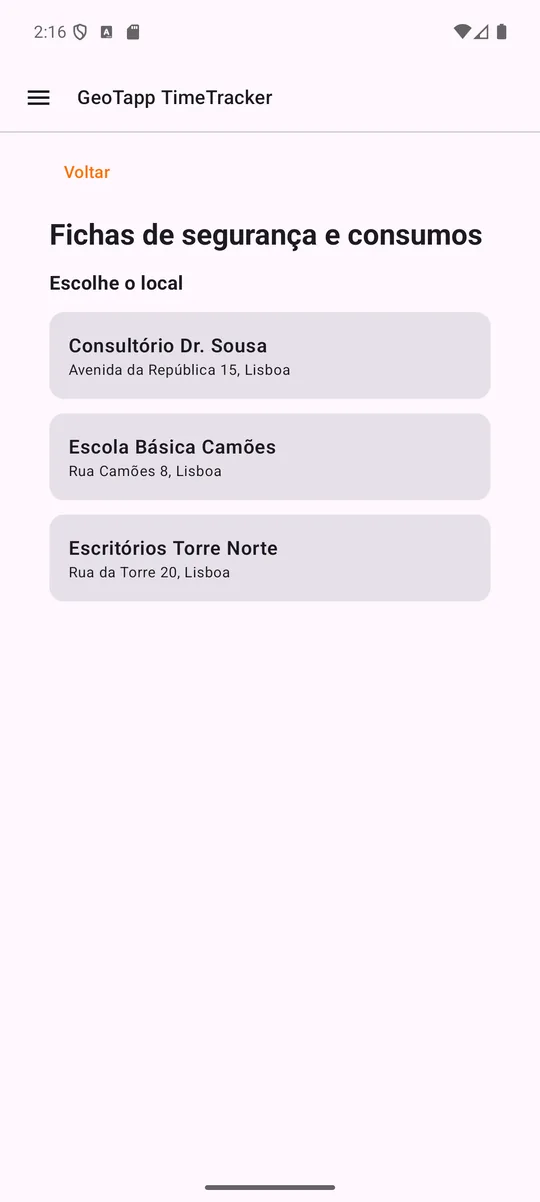 2:16
GeoTapp TimeTracker
Voltar
Fichas de segurança e consumos
Escolhe o local
Consultório Dr. Sousa
Avenida da República 15, Lisboa
Escola Básica Camões
Rua Camões 8, Lisboa
Escritórios Torre Norte
Rua da Torre 20, Lisboa